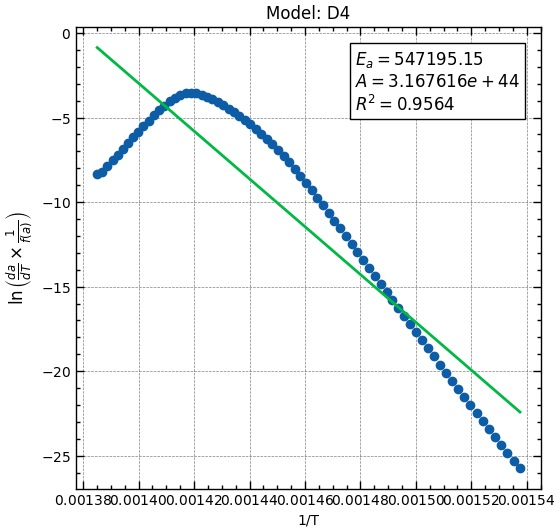 Model: D4
E_a = 547195.15
A = 3.167616e + 44
R^2 = 0.9564
0
−5
−10
−15
−20
−25
ln(da/dT × 1/f(a))
0.00138 0.00140 0.00142 0.00144 0.00146 0.00148 0.00150 0.00152 0.00154
1/T